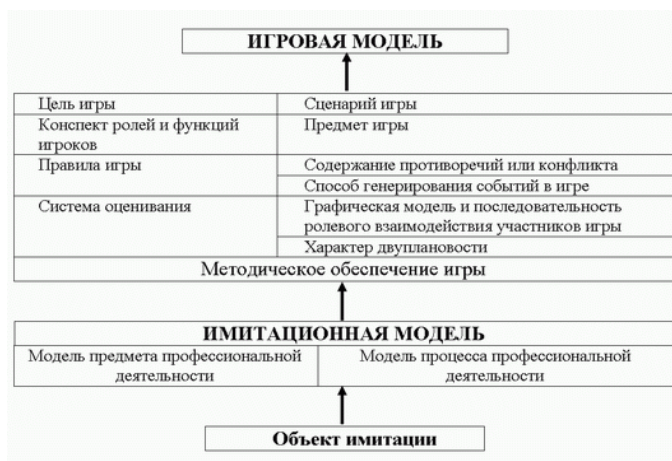 ИГРОВАЯ МОДЕЛЬ
Цель игры
Сценарий игры
Конспект ролей и функций
игроков
Предмет игры
Правила игры
Содержание противоречий или конфликта
Способ генерирования событий в игре
Система оценивания
Графическая модель и последовательность
ролевого взаимодействия участников игры
Характер двуплановости
Методическое обеспечение игры
ИМИТАЦИОННАЯ МОДЕЛЬ
Модель предмета профессиональной
деятельности
Модель процесса профессиональной
деятельности
Объект имитации